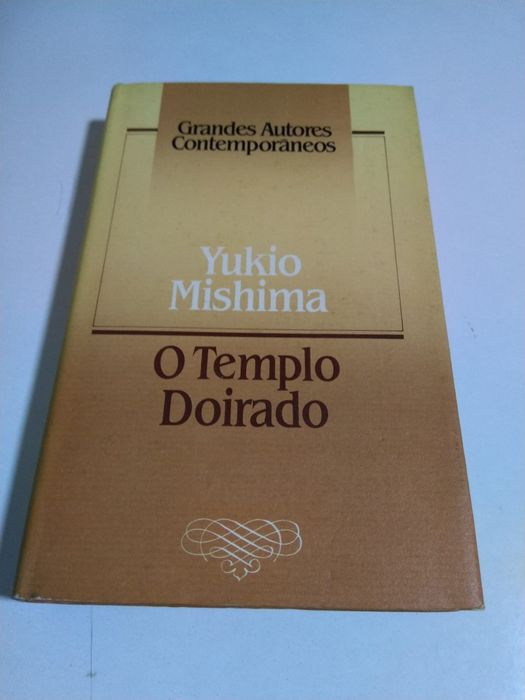 Grandes Autores
Contemporâneos
Yukio
Mishima
O Templo
Doirado